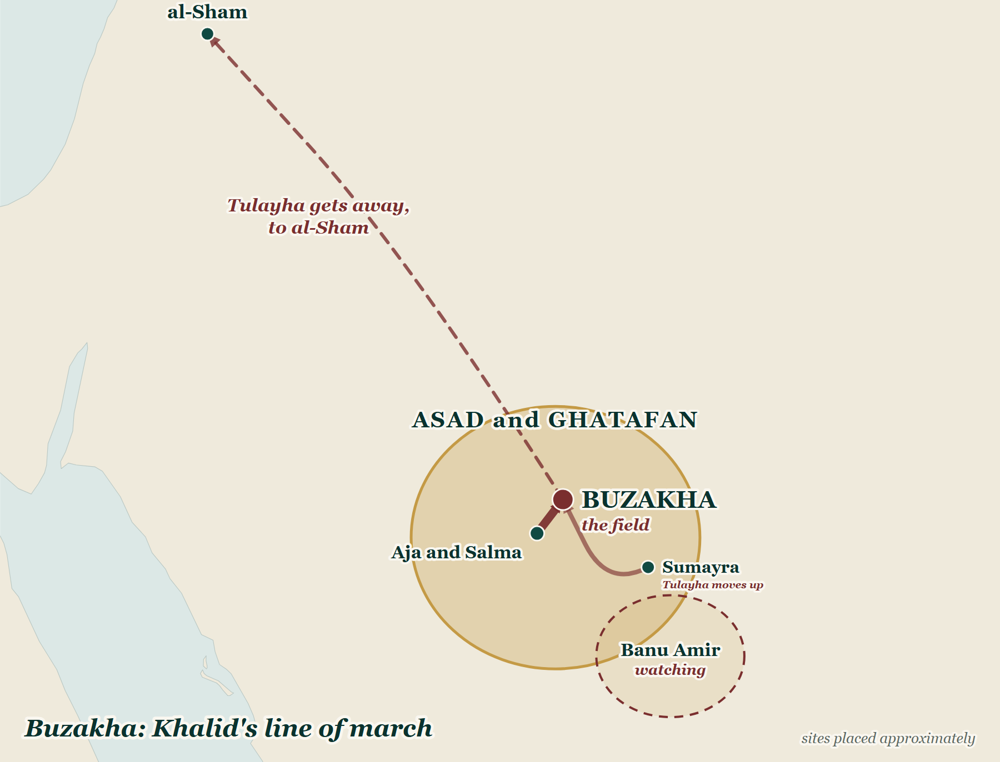 al-Sham
Tulayha gets away,
to al-Sham
ASAD and GHATAFAN
BUZAKHA
the field
Aja and Salma
Sumayra
Tulayha moves up
Banu Amir
watching
Buzakha: Khalid's line of march
sites placed approximately